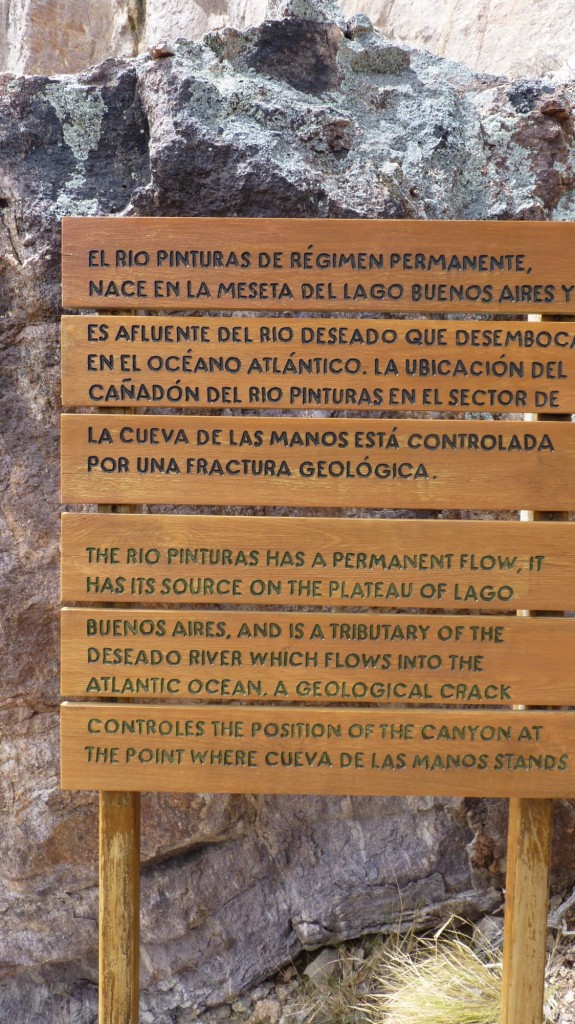 EL RIO PINTURAS DE RÉGIMEN PERMANENTE,
NACE EN LA MESETA DEL LAGO BUENOS AIRES Y
ES AFLUENTE DEL RIO DESEADO QUE DESEMBOCA
EN EL OCÉANO ATLÁNTICO. LA UBICACIÓN DEL
CAÑADÓN DEL RIO PINTURAS EN EL SECTOR DE
LA CUEVA DE LAS MANOS ESTÁ CONTROLADA
POR UNA FRACTURA GEOLÓGICA.
THE RIO PINTURAS HAS A PERMANENT FLOW, IT
HAS ITS SOURCE ON THE PLATEAU OF LAGO
BUENOS AIRES, AND IS A TRIBUTARY OF THE
DESEADO RIVER WHICH FLOWS INTO THE
ATLANTIC OCEAN. A GEOLOGICAL CRACK
CONTROLES THE POSITION OF THE CANYON AT
THE POINT WHERE CUEVA DE LAS MANOS STANDS